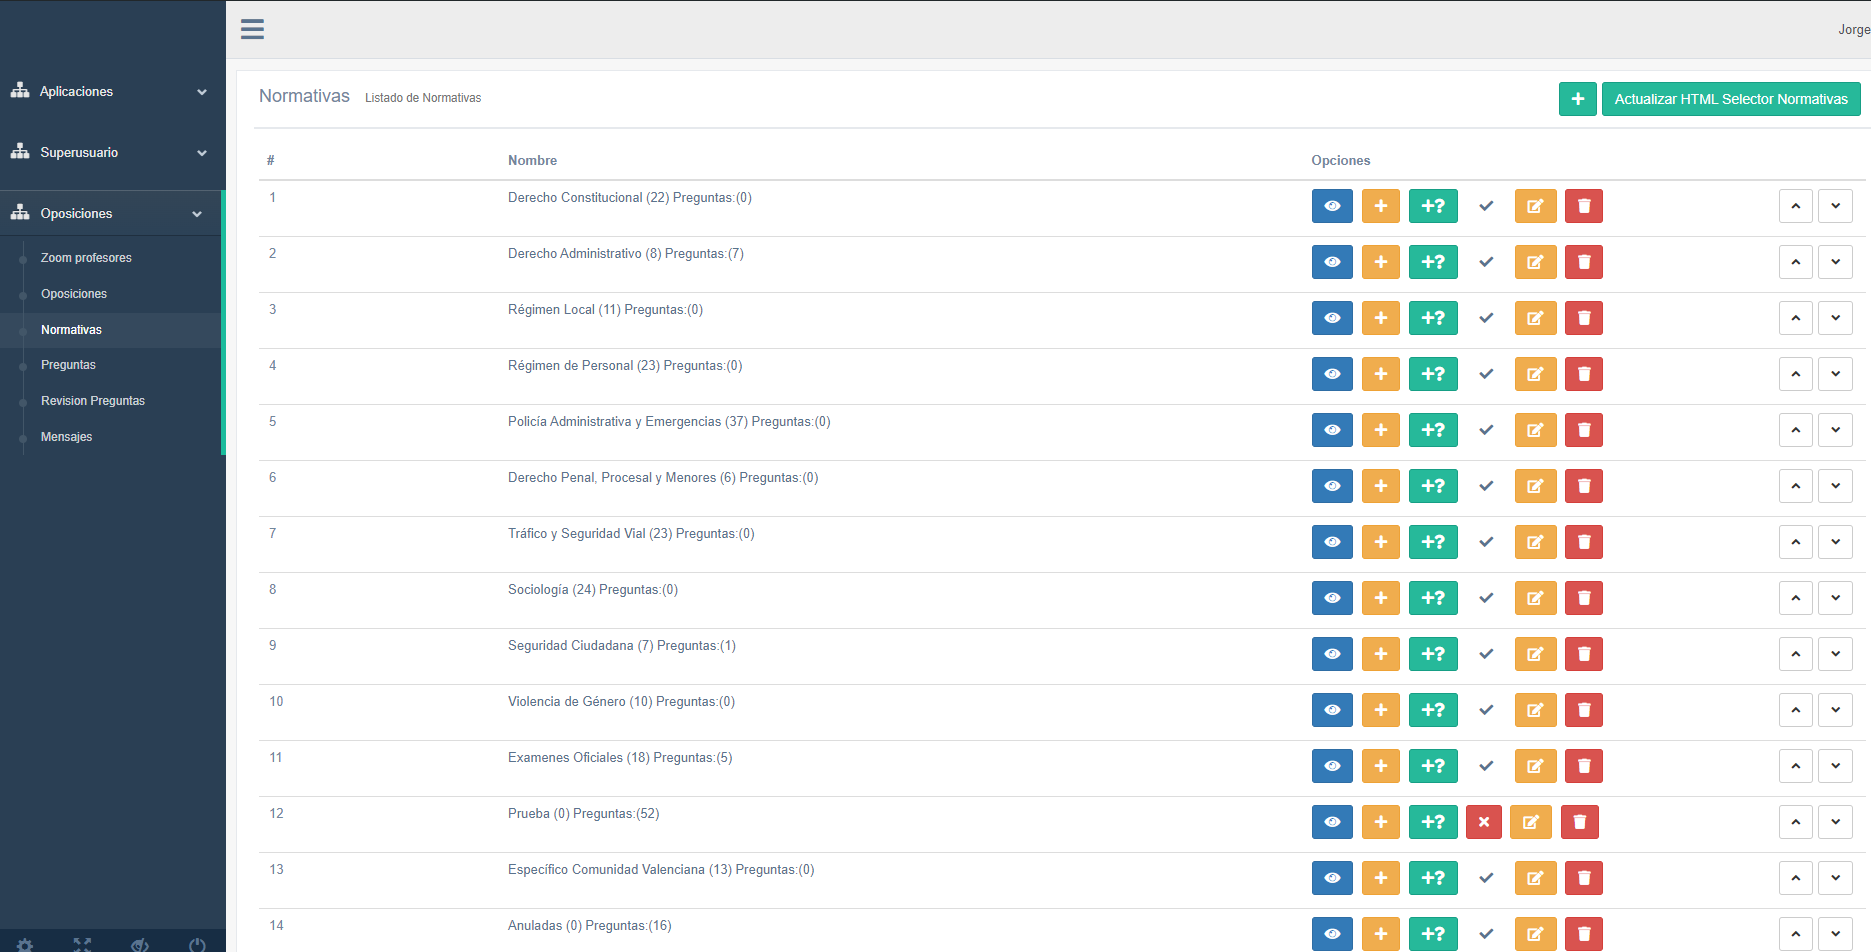 Jorge
Aplicaciones
Superusuario
Oposiciones
Zoom profesores
Oposiciones
Normativas
Preguntas
Revision Preguntas
Mensajes
Normativas Listado de Normativas
+ Actualizar HTML Selector Normativas
# Nombre Opciones
1 Derecho Constitucional (22) Preguntas:(0) + +?
2 Derecho Administrativo (8) Preguntas:(7) + +?
3 Régimen Local (11) Preguntas:(0) + +?
4 Régimen de Personal (23) Preguntas:(0) + +?
5 Policía Administrativa y Emergencias (37) Preguntas:(0) + +?
6 Derecho Penal, Procesal y Menores (6) Preguntas:(0) + +?
7 Tráfico y Seguridad Vial (23) Preguntas:(0) + +?
8 Sociología (24) Preguntas:(0) + +?
9 Seguridad Ciudadana (7) Preguntas:(1) + +?
10 Violencia de Género (10) Preguntas:(0) + +?
11 Examenes Oficiales (18) Preguntas:(5) + +?
12 Prueba (0) Preguntas:(52) + +?
13 Específico Comunidad Valenciana (13) Preguntas:(0) + +?
14 Anuladas (0) Preguntas:(16) + +?